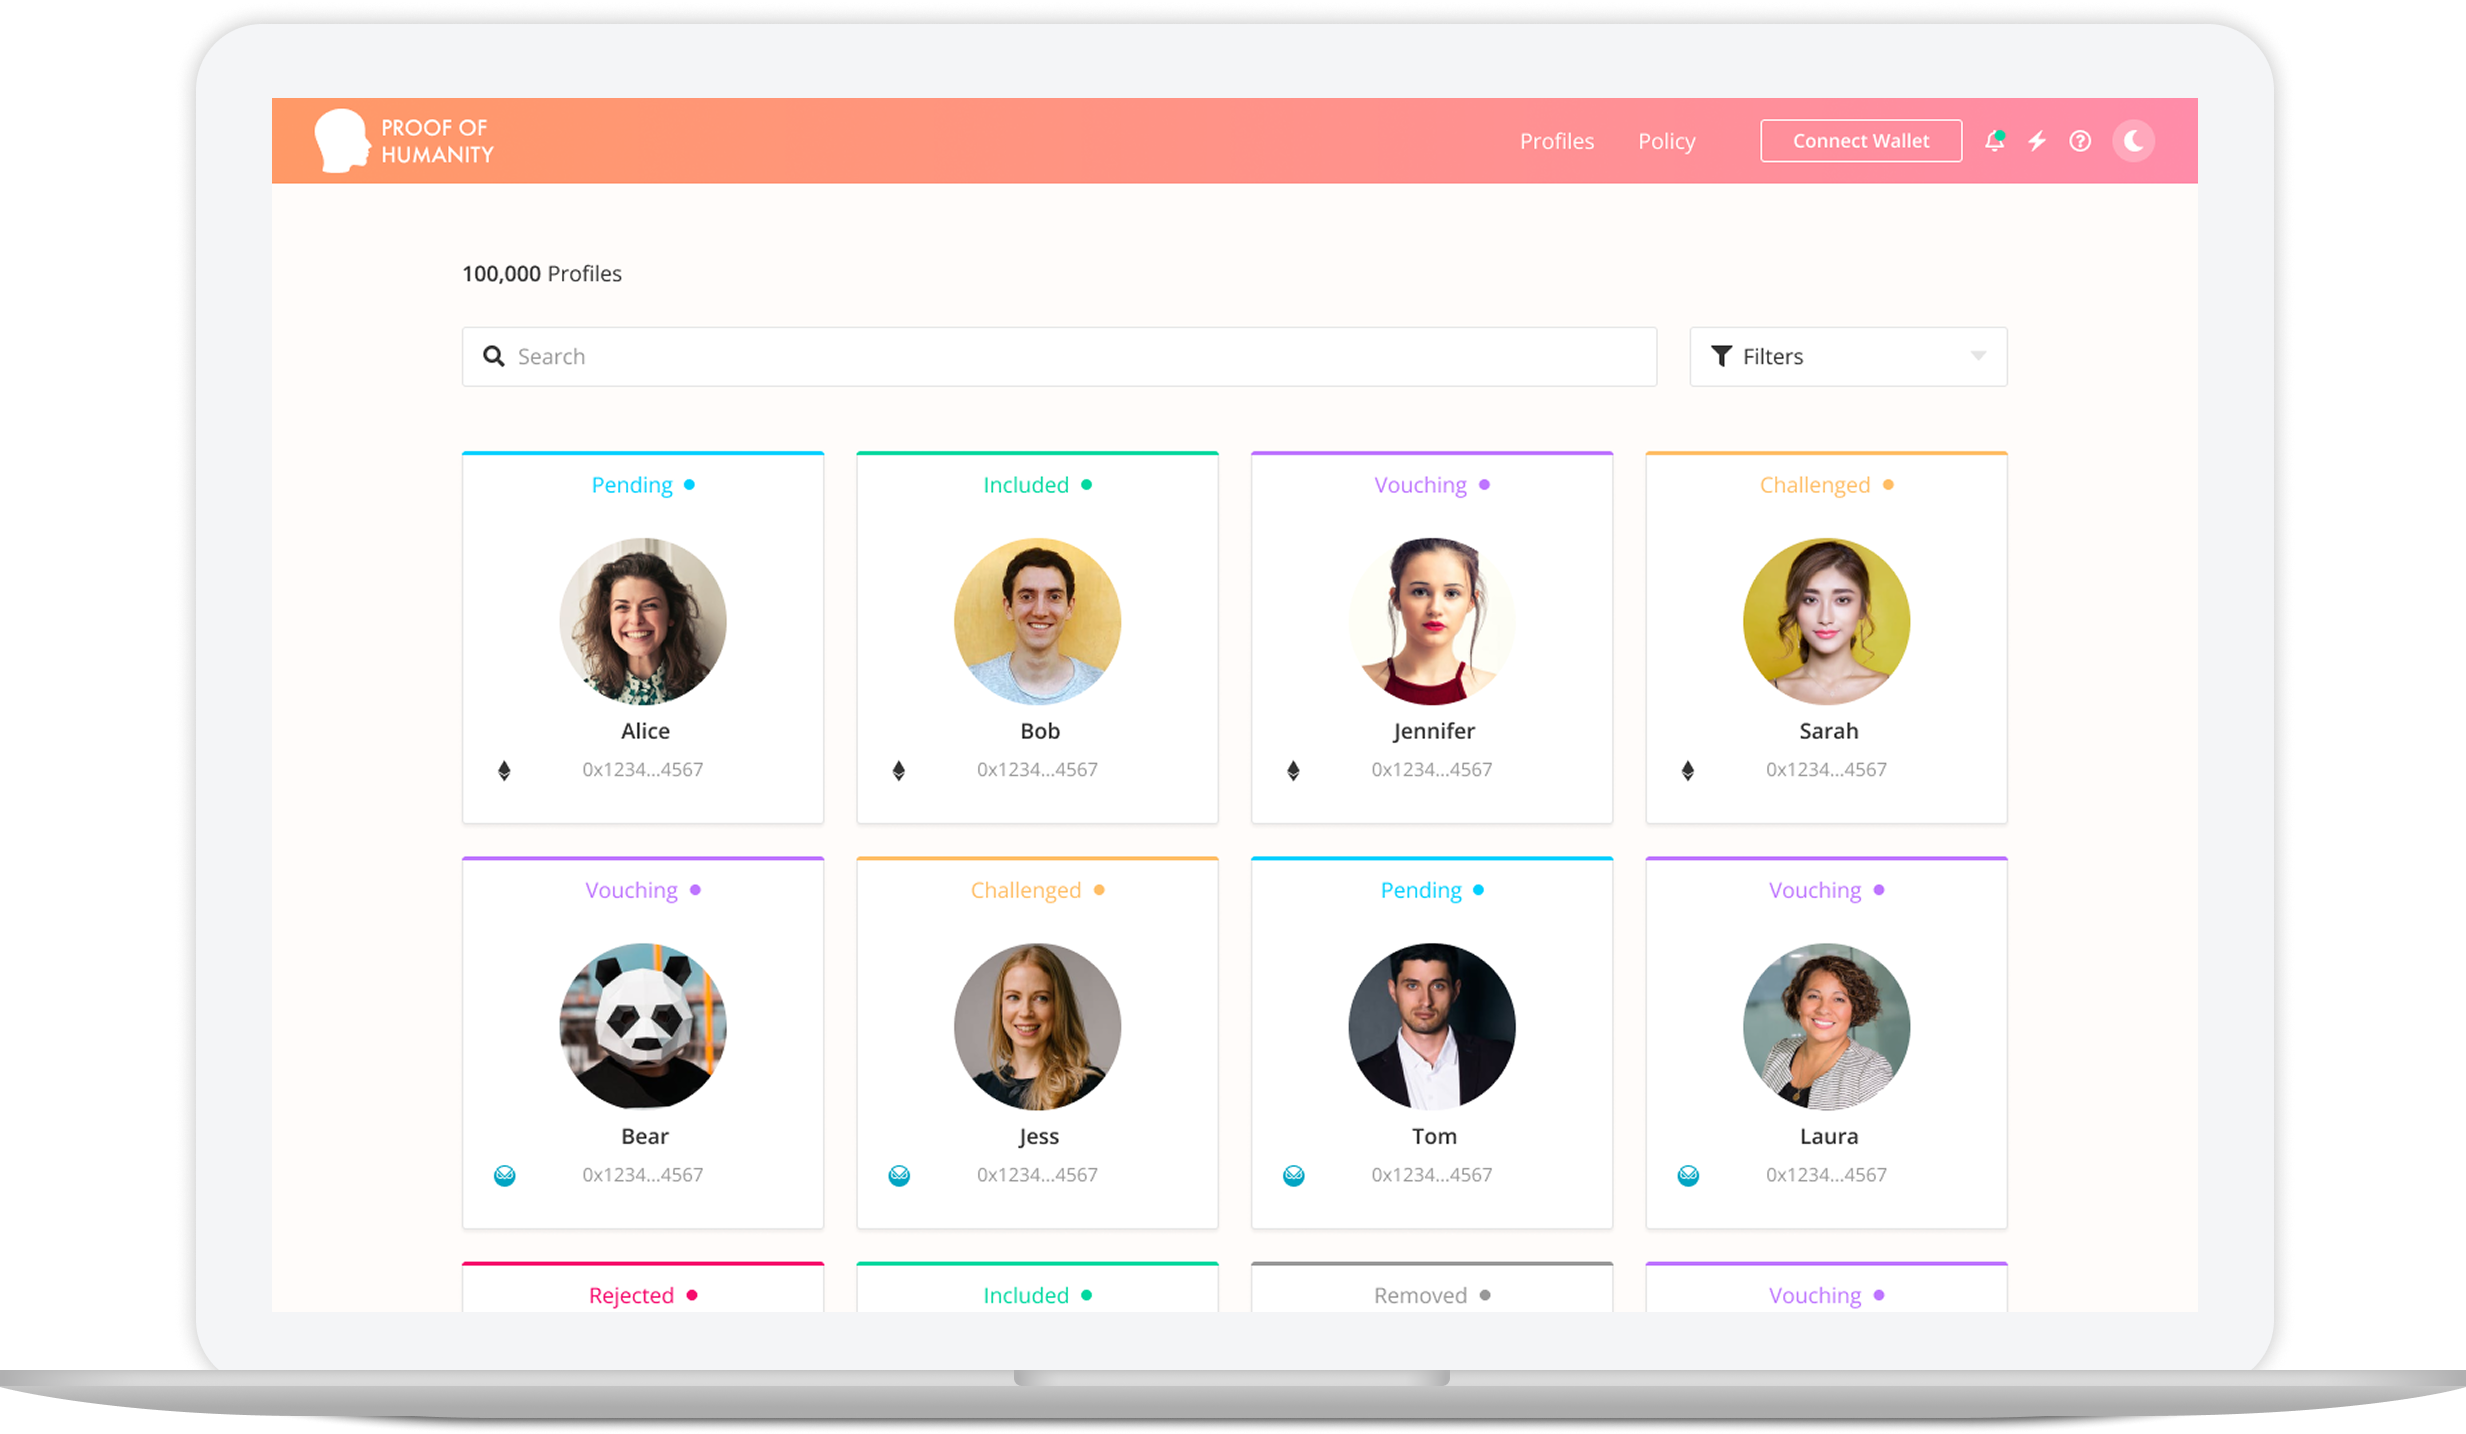 PROOF OF
HUMANITY
Profiles
Policy
Connect Wallet
100,000 Profiles
Search
Filters
Pending
Included
Vouching
Challenged
Alice
Bob
Jennifer
Sarah
0x1234...4567
0x1234...4567
0x1234...4567
0x1234...4567
Vouching
Challenged
Pending
Vouching
Bear
Jess
Tom
Laura
0x1234...4567
0x1234...4567
0x1234...4567
0x1234...4567
Rejected
Included
Removed
Vouching